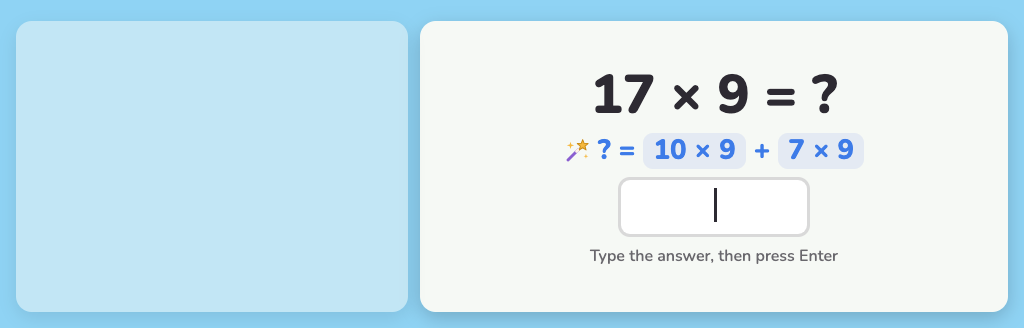 17 × 9 = ?
? = 10 × 9 + 7 × 9
Type the answer, then press Enter